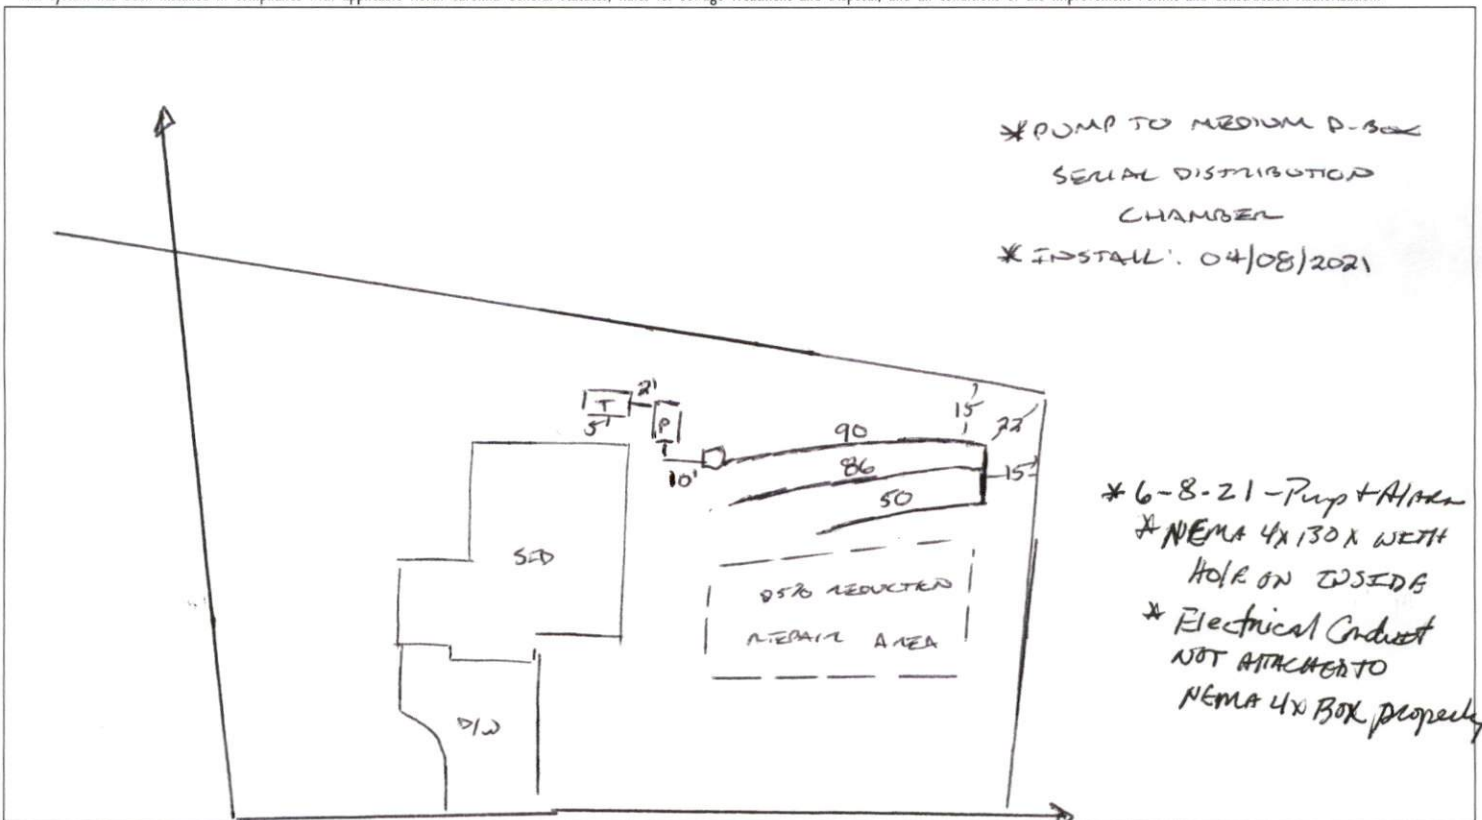 * PUMP TO MEDIUM D-BOX
SERIAL DISTRIBUTION
CHAMBER
* INSTALL: 04/08/2021
T
2'
5'
P
10'
90
86
50
15'
22
15'
SFD
REDUCTION
REPAIR AREA
D/W
* 6-8-21 - Pump + Alarm
* NEMA 4X BOX WITH
HOLE ON INSIDE
* Electrical Conduit
NOT ATTACHED TO
NEMA 4X BOX properly